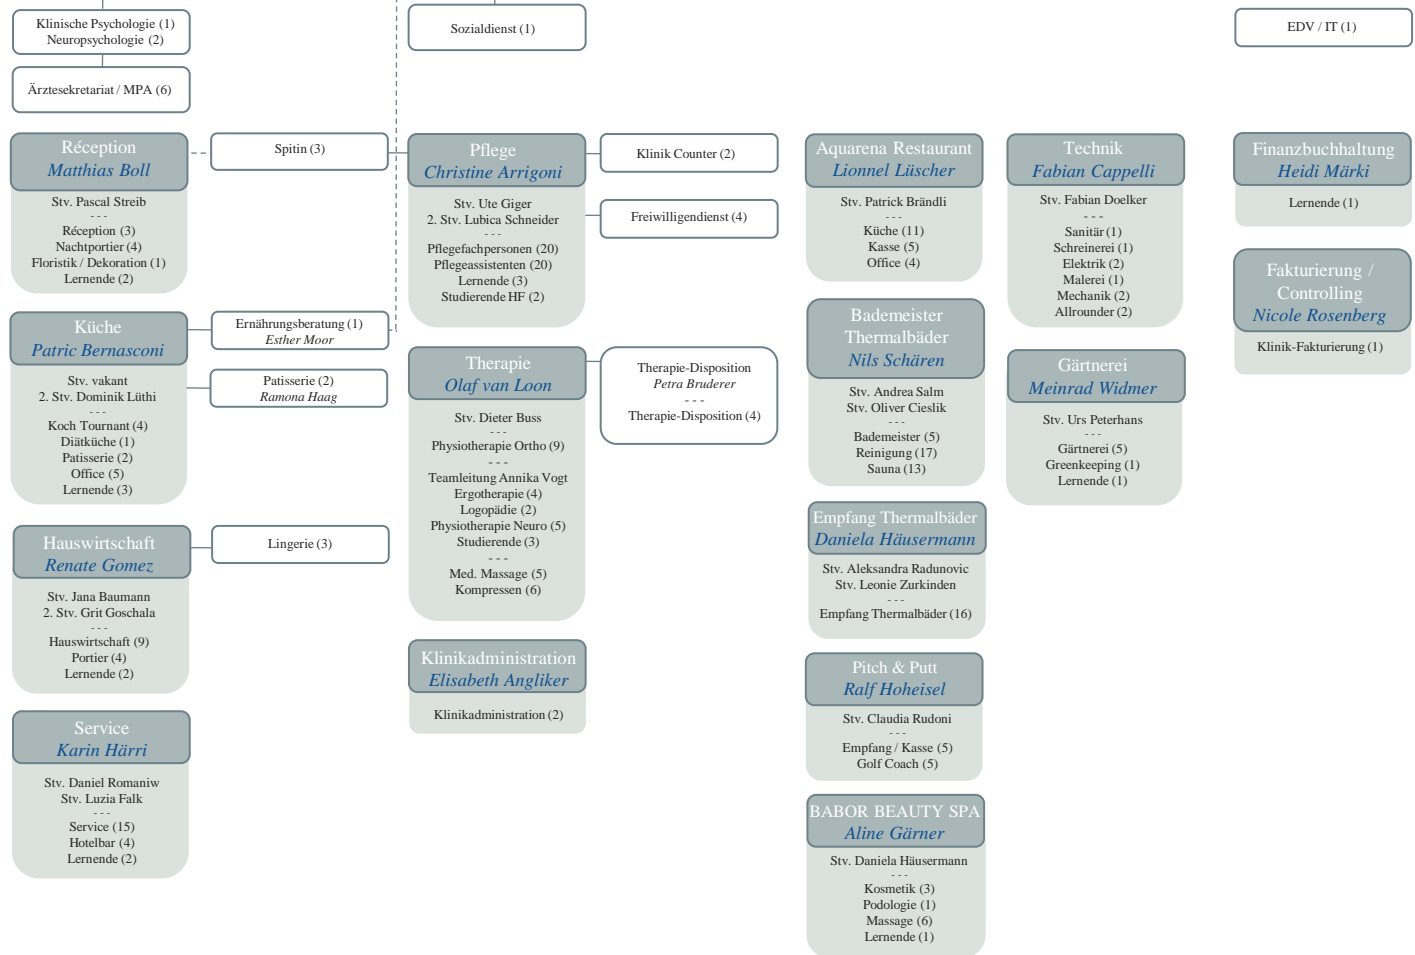 Klinische Psychologie (1)
Neuropsychologie (2)
Ärztesekretariat / MPA (6)
Sozialdienst (1)
EDV / IT (1)
Réception
Matthias Boll
Stv. Pascal Streib
- - -
Réception (3)
Nachtportier (4)
Floristik / Dekoration (1)
Lernende (2)
Spitin (3)
Küche
Patric Bernasconi
Stv. vakant
2. Stv. Dominik Lüthi
- - -
Koch Tournant (4)
Diätküche (1)
Patisserie (2)
Office (5)
Lernende (3)
Ernährungsberatung (1)
Esther Moor
Patisserie (2)
Ramona Haag
Hauswirtschaft
Renate Gomez
Stv. Jana Baumann
2. Stv. Grit Goschala
- - -
Hauswirtschaft (9)
Portier (4)
Lernende (2)
Lingerie (3)
Service
Karin Härri
Stv. Daniel Romaniw
Stv. Luzia Falk
- - -
Service (15)
Hotelbar (4)
Lernende (2)
Pflege
Christine Arrigoni
Stv. Ute Giger
2. Stv. Lubica Schneider
- - -
Pflegefachpersonen (20)
Pflegeassistenten (20)
Lernende (3)
Studierende HF (2)
Klinik Counter (2)
Freiwilligendienst (4)
Therapie
Olaf van Loon
Stv. Dieter Buss
- - -
Physiotherapie Ortho (9)
- - -
Teamleitung Annika Vogt
Ergotherapie (4)
Logopädie (2)
Physiotherapie Neuro (5)
Studierende (3)
- - -
Med. Massage (5)
Kompressen (6)
Therapie-Disposition
Petra Bruderer
- - -
Therapie-Disposition (4)
Klinikadministration
Elisabeth Angliker
Klinikadministration (2)
Aquarena Restaurant
Lionnel Lüscher
Stv. Patrick Brändli
- - -
Küche (11)
Kasse (5)
Office (4)
Bademeister
Thermalbäder
Nils Schären
Stv. Andrea Salm
Stv. Oliver Cieslik
- - -
Bademeister (5)
Reinigung (17)
Sauna (13)
Empfang Thermalbäder
Daniela Häusermann
Stv. Aleksandra Radunovic
Stv. Leonie Zurkinden
- - -
Empfang Thermalbäder (16)
Pitch & Putt
Ralf Hoheisel
Stv. Claudia Rudoni
- - -
Empfang / Kasse (5)
Golf Coach (5)
BABOR BEAUTY SPA
Aline Gärner
Stv. Daniela Häusermann
- - -
Kosmetik (3)
Podologie (1)
Massage (6)
Lernende (1)
Technik
Fabian Cappelli
Stv. Fabian Doelker
- - -
Sanitär (1)
Schreinerei (1)
Elektrik (2)
Malerei (1)
Mechanik (2)
Allrounder (2)
Gärtnerei
Meinrad Widmer
Stv. Urs Peterhans
- - -
Gärtnerei (5)
Greenkeeping (1)
Lernende (1)
Finanzbuchhaltung
Heidi Märki
Lernende (1)
Fakturierung /
Controlling
Nicole Rosenberg
Klinik-Fakturierung (1)